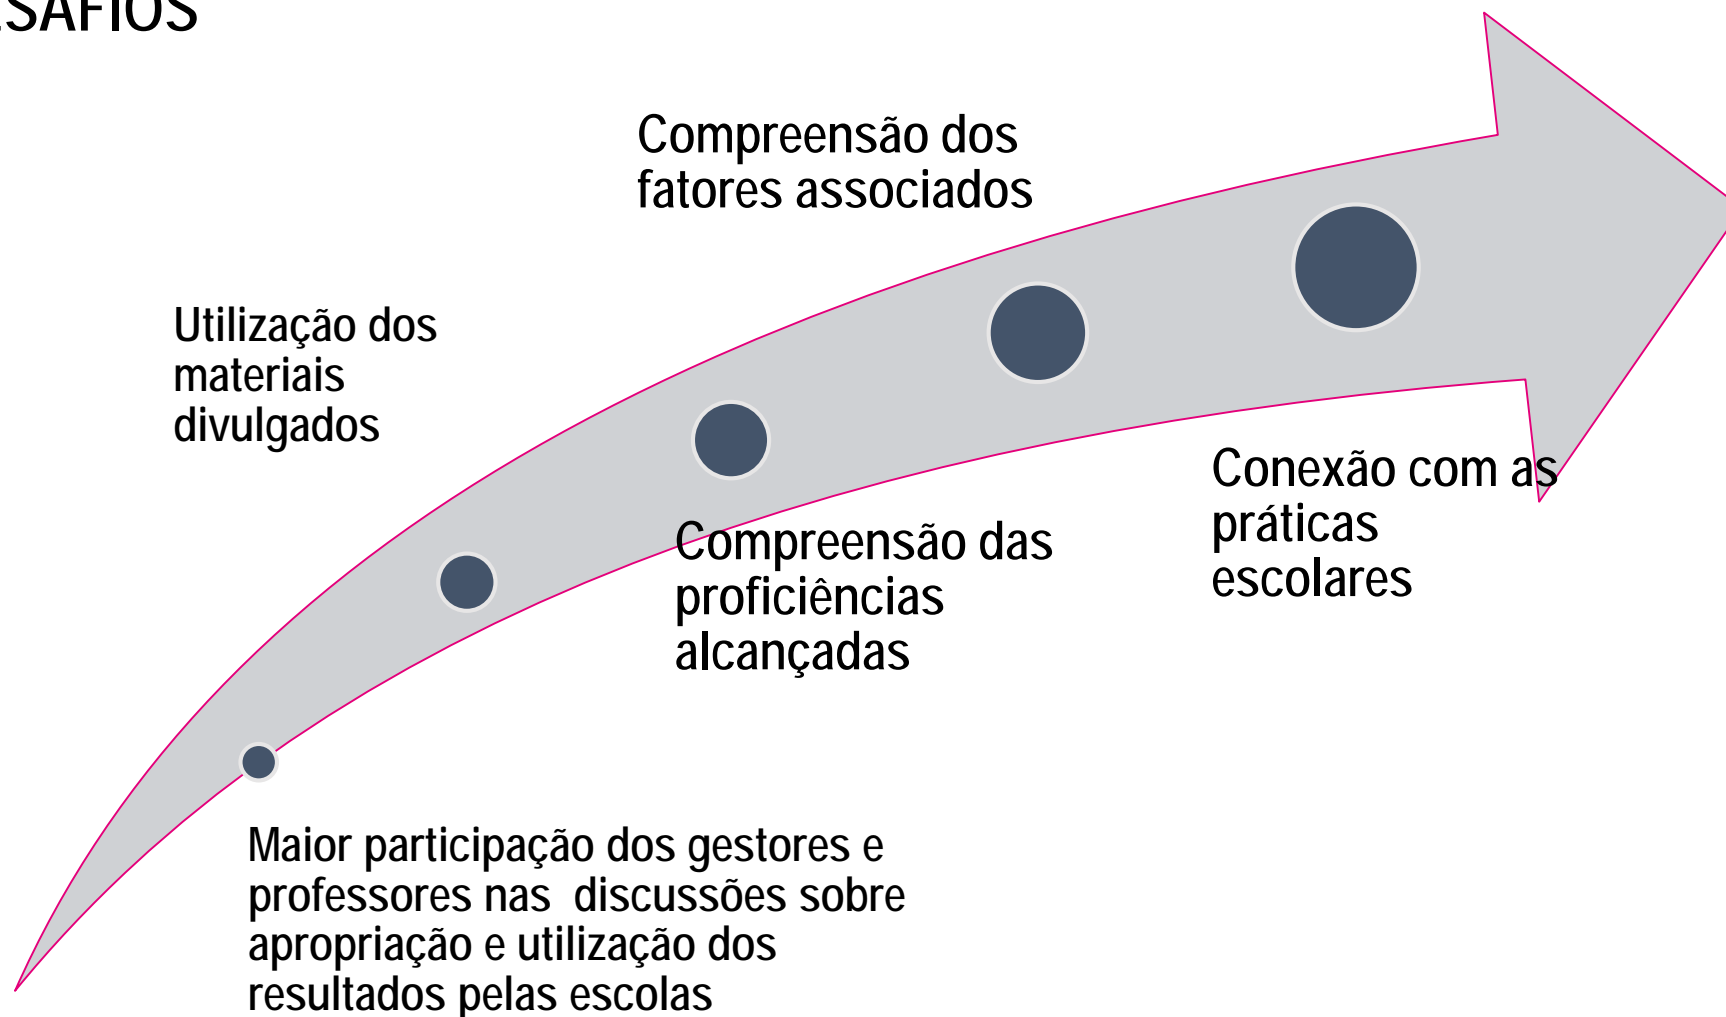 ESAFIOS
Compreensão dos
fatores associados
Utilização dos
materiais
divulgados
Conexão com as
práticas
escolares
Compreensão das
proficiências
alcançadas
Maior participação dos gestores e
professores nas  discussões sobre
apropriação e utilização dos
resultados pelas escolas